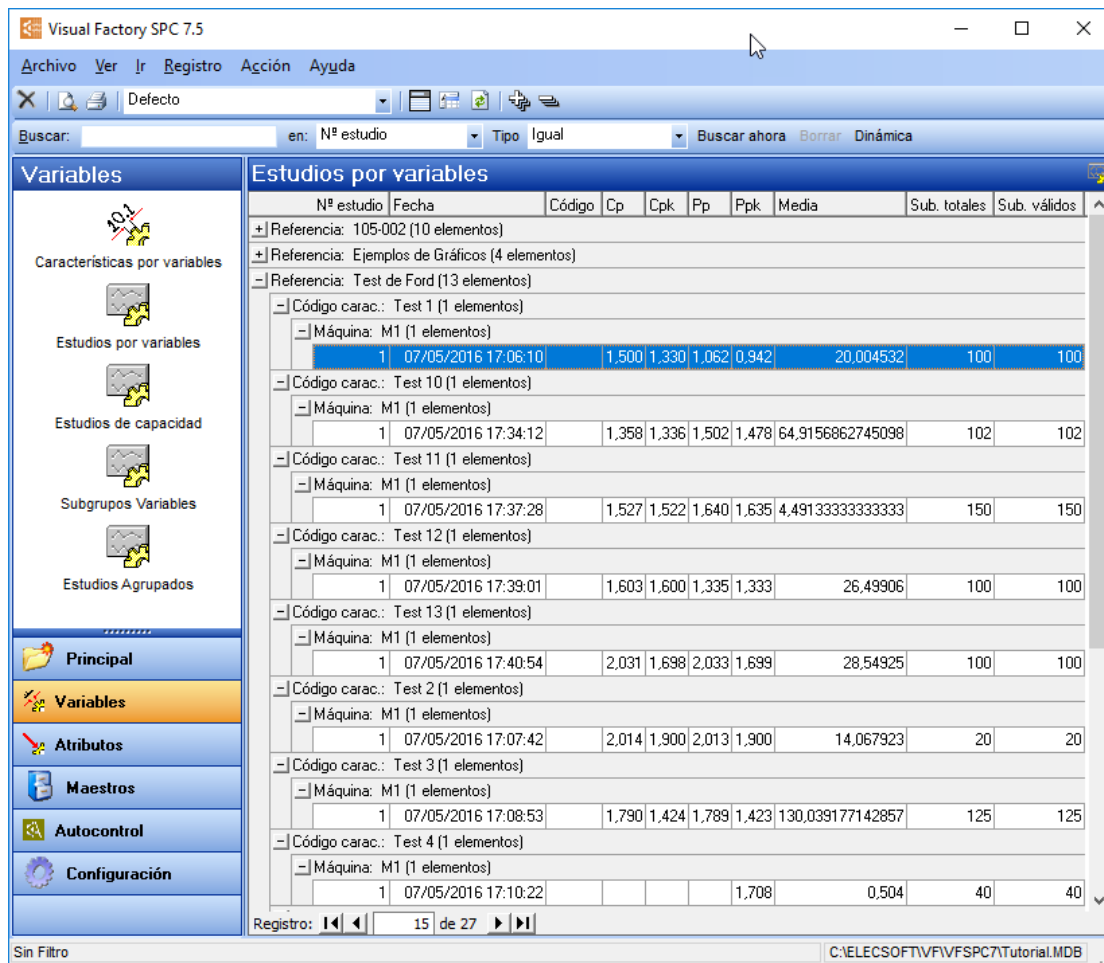 Visual Factory SPC 7.5
Archivo Ver Ir Registro Acción Ayuda
Defecto
Buscar: en: Nº estudio Tipo Igual Buscar ahora Borrar Dinámica
Variables
Características por variables
Estudios por variables
Estudios de capacidad
Subgrupos Variables
Estudios Agrupados
Principal
Variables
Atributos
Maestros
Autocontrol
Configuración
Estudios por variables
Nº estudio Fecha Código Cp Cpk Pp Ppk Media Sub. totales Sub. válidos
Referencia: 105-002 (10 elementos)
Referencia: Ejemplos de Gráficos (4 elementos)
Referencia: Test de Ford (13 elementos)
Código carac.: Test 1 (1 elementos)
Máquina: M1 (1 elementos)
1 07/05/2016 17:06:10 1,500 1,330 1,062 0,942 20,004532 100 100
Código carac.: Test 10 (1 elementos)
Máquina: M1 (1 elementos)
1 07/05/2016 17:34:12 1,358 1,336 1,502 1,478 64,9156862745098 102 102
Código carac.: Test 11 (1 elementos)
Máquina: M1 (1 elementos)
1 07/05/2016 17:37:28 1,527 1,522 1,640 1,635 4,49133333333333 150 150
Código carac.: Test 12 (1 elementos)
Máquina: M1 (1 elementos)
1 07/05/2016 17:39:01 1,603 1,600 1,335 1,333 26,49906 100 100
Código carac.: Test 13 (1 elementos)
Máquina: M1 (1 elementos)
1 07/05/2016 17:40:54 2,031 1,698 2,033 1,699 28,54925 100 100
Código carac.: Test 2 (1 elementos)
Máquina: M1 (1 elementos)
1 07/05/2016 17:07:42 2,014 1,900 2,013 1,900 14,067923 20 20
Código carac.: Test 3 (1 elementos)
Máquina: M1 (1 elementos)
1 07/05/2016 17:08:53 1,790 1,424 1,789 1,423 130,039177142857 125 125
Código carac.: Test 4 (1 elementos)
Máquina: M1 (1 elementos)
1 07/05/2016 17:10:22 1,708 0,504 40 40
Registro: 15 de 27
Sin Filtro C:\ELECSOFT\VF\VFSPC7\Tutorial.MDB